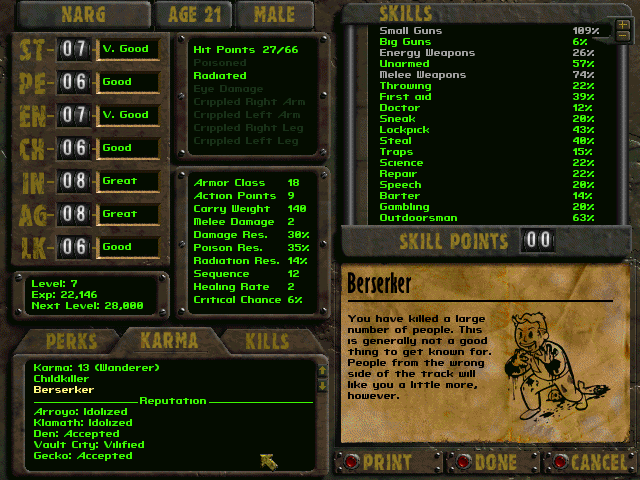 NARG
AGE 21
MALE
ST 07 V. Good
PE 06 Good
EN 07 V. Good
CH 06 Good
IN 08 Great
AG 08 Great
LK 06 Good
Level: 7
Exp: 22,146
Next Level: 28,000
Hit Points 27/66
Poisoned
Radiated
Eye Damage
Crippled Right Arm
Crippled Left Arm
Crippled Right Leg
Crippled Left Leg
Armor Class 18
Action Points 9
Carry Weight 140
Melee Damage 2
Damage Res. 30%
Poison Res. 35%
Radiation Res. 14%
Sequence 12
Healing Rate 2
Critical Chance 6%
PERKS
KARMA
KILLS
Karma: 13 (Wanderer)
Childkiller
Berserker
Reputation
Arroyo: Idolized
Klamath: Idolized
Den: Accepted
Vault City: Vilified
Gecko: Accepted
SKILLS
Small Guns 109%
Big Guns 6%
Energy Weapons 26%
Unarmed 57%
Melee Weapons 74%
Throwing 22%
First aid 39%
Doctor 12%
Sneak 20%
Lockpick 43%
Steal 40%
Traps 15%
Science 22%
Repair 22%
Speech 20%
Barter 14%
Gambling 20%
Outdoorsman 63%
SKILL POINTS 00
Berserker
You have killed a large
number of people. This
is generally not a good
thing to get known for.
People from the wrong
side of the track will
like you a little more,
however.
PRINT
DONE
CANCEL